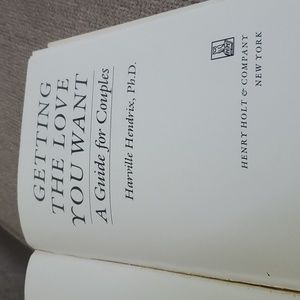 GETTING
THE LOVE
YOU WANT
A Guide for Couples
Harville Hendrix, Ph.D.
HENRY HOLT & COMPANY
NEW YORK